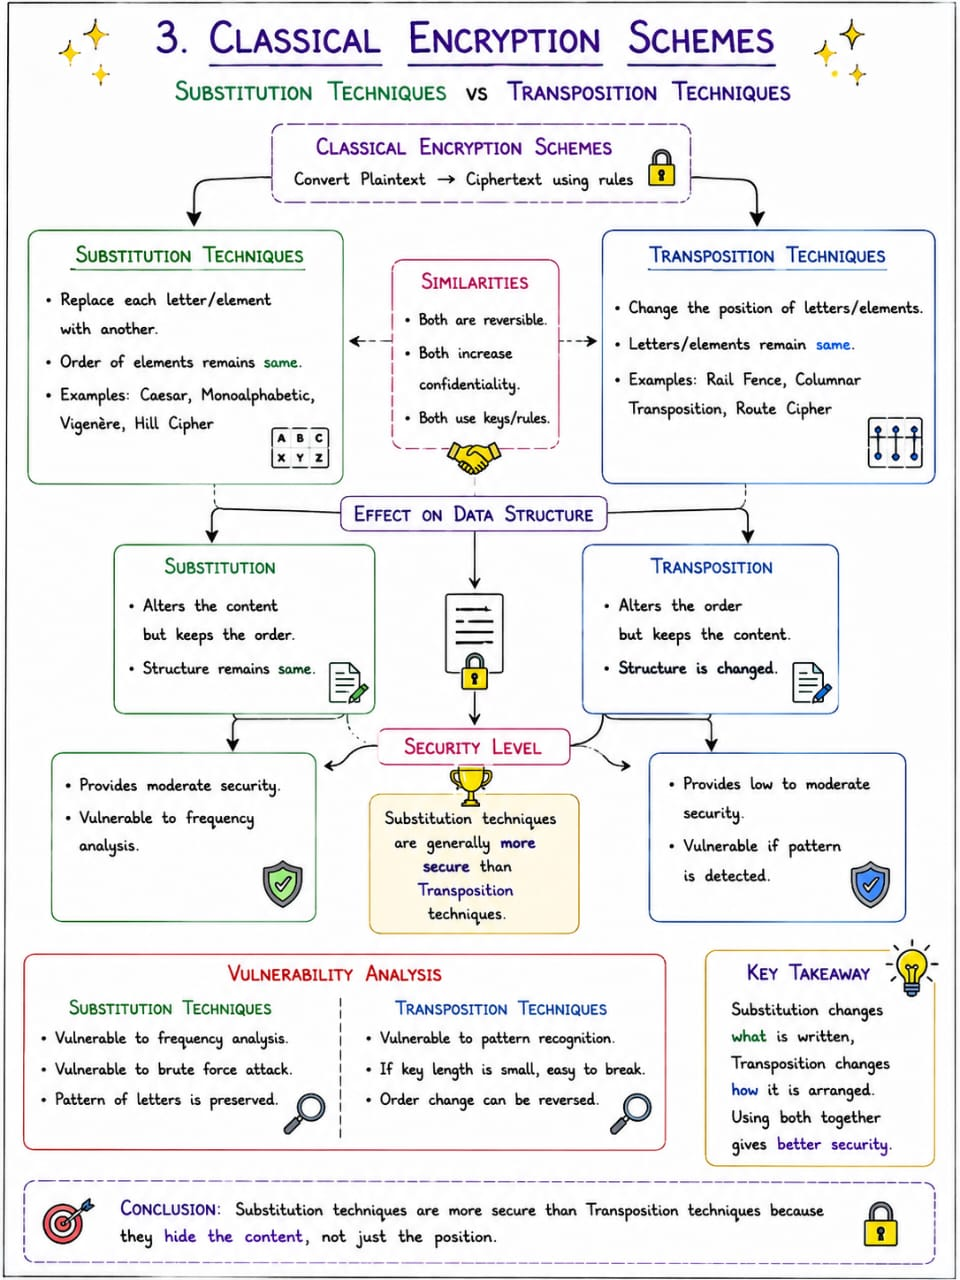 3. CLASSICAL ENCRYPTION SCHEMES
SUBSTITUTION TECHNIQUES vs TRANSPOSITION TECHNIQUES
CLASSICAL ENCRYPTION SCHEMES
Convert Plaintext → Ciphertext using rules
SUBSTITUTION TECHNIQUES
• Replace each letter/element
with another.
• Order of elements remains same.
• Examples: Caesar, Monoalphabetic,
Vigenère, Hill Cipher
A B C
X Y Z
SIMILARITIES
• Both are reversible.
• Both increase
confidentiality.
• Both use keys/rules.
TRANSPOSITION TECHNIQUES
• Change the position of letters/elements.
• Letters/elements remain same.
• Examples: Rail Fence, Columnar
Transposition, Route Cipher
EFFECT ON DATA STRUCTURE
SUBSTITUTION
• Alters the content
but keeps the order.
• Structure remains same.
TRANSPOSITION
• Alters the order
but keeps the content.
• Structure is changed.
SECURITY LEVEL
• Provides moderate security.
• Vulnerable to frequency
analysis.
Substitution techniques
are generally more
secure than
Transposition
techniques.
• Provides low to moderate
security.
• Vulnerable if pattern
is detected.
VULNERABILITY ANALYSIS
SUBSTITUTION TECHNIQUES
• Vulnerable to frequency analysis.
• Vulnerable to brute force attack.
• Pattern of letters is preserved.
TRANSPOSITION TECHNIQUES
• Vulnerable to pattern recognition.
• If key length is small, easy to break.
• Order change can be reversed.
KEY TAKEAWAY
Substitution changes
what is written,
Transposition changes
how it is arranged.
Using both together
gives better security.
CONCLUSION: Substitution techniques are more secure than Transposition techniques because
they hide the content, not just the position.